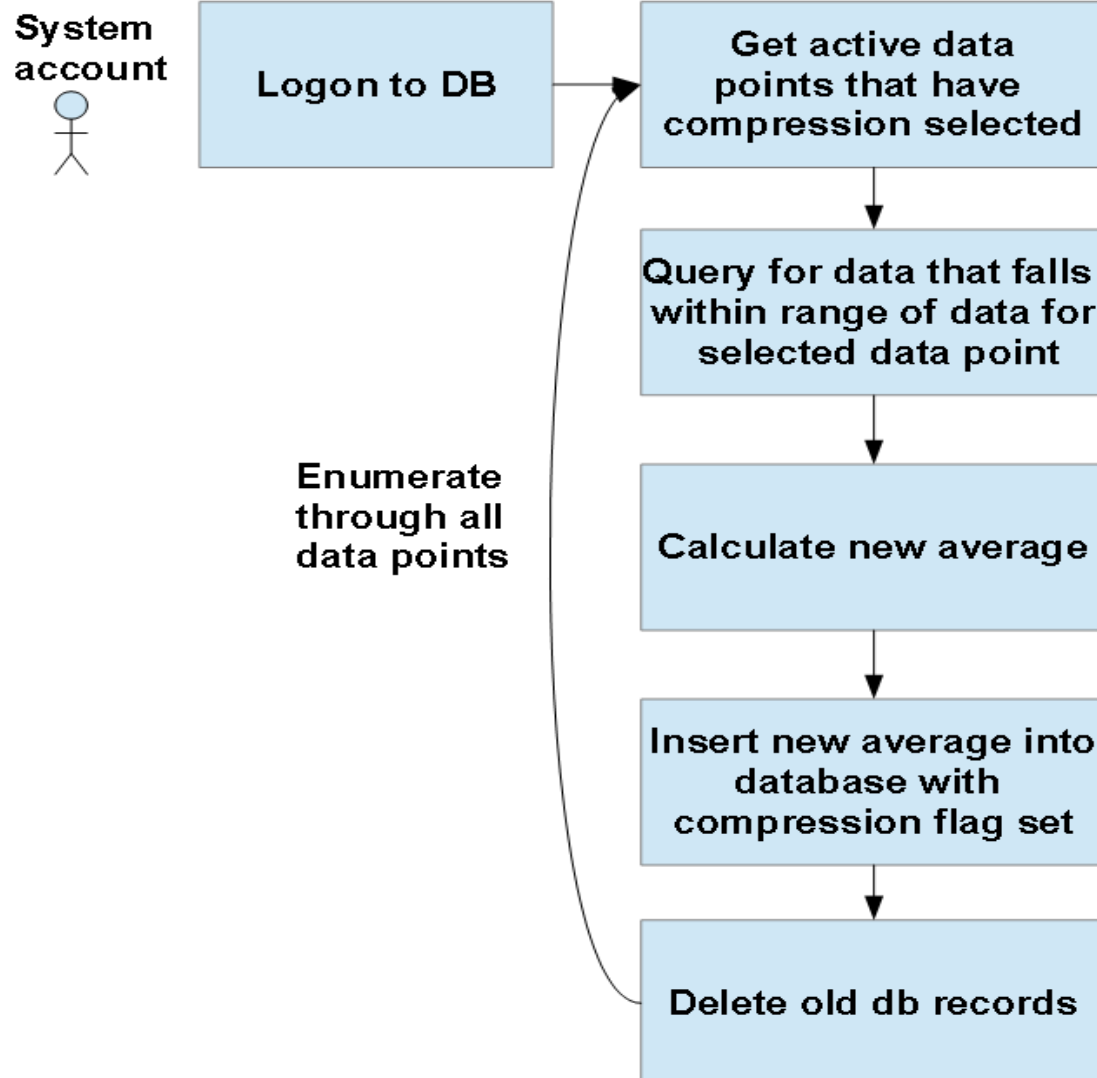 System
account
Logon to DB
Get active data
points that have
compression selected
Query for data that falls
within range of data for
selected data point
Enumerate
through all
data points
Calculate new average
Insert new average into
database with
compression flag set
Delete old db records